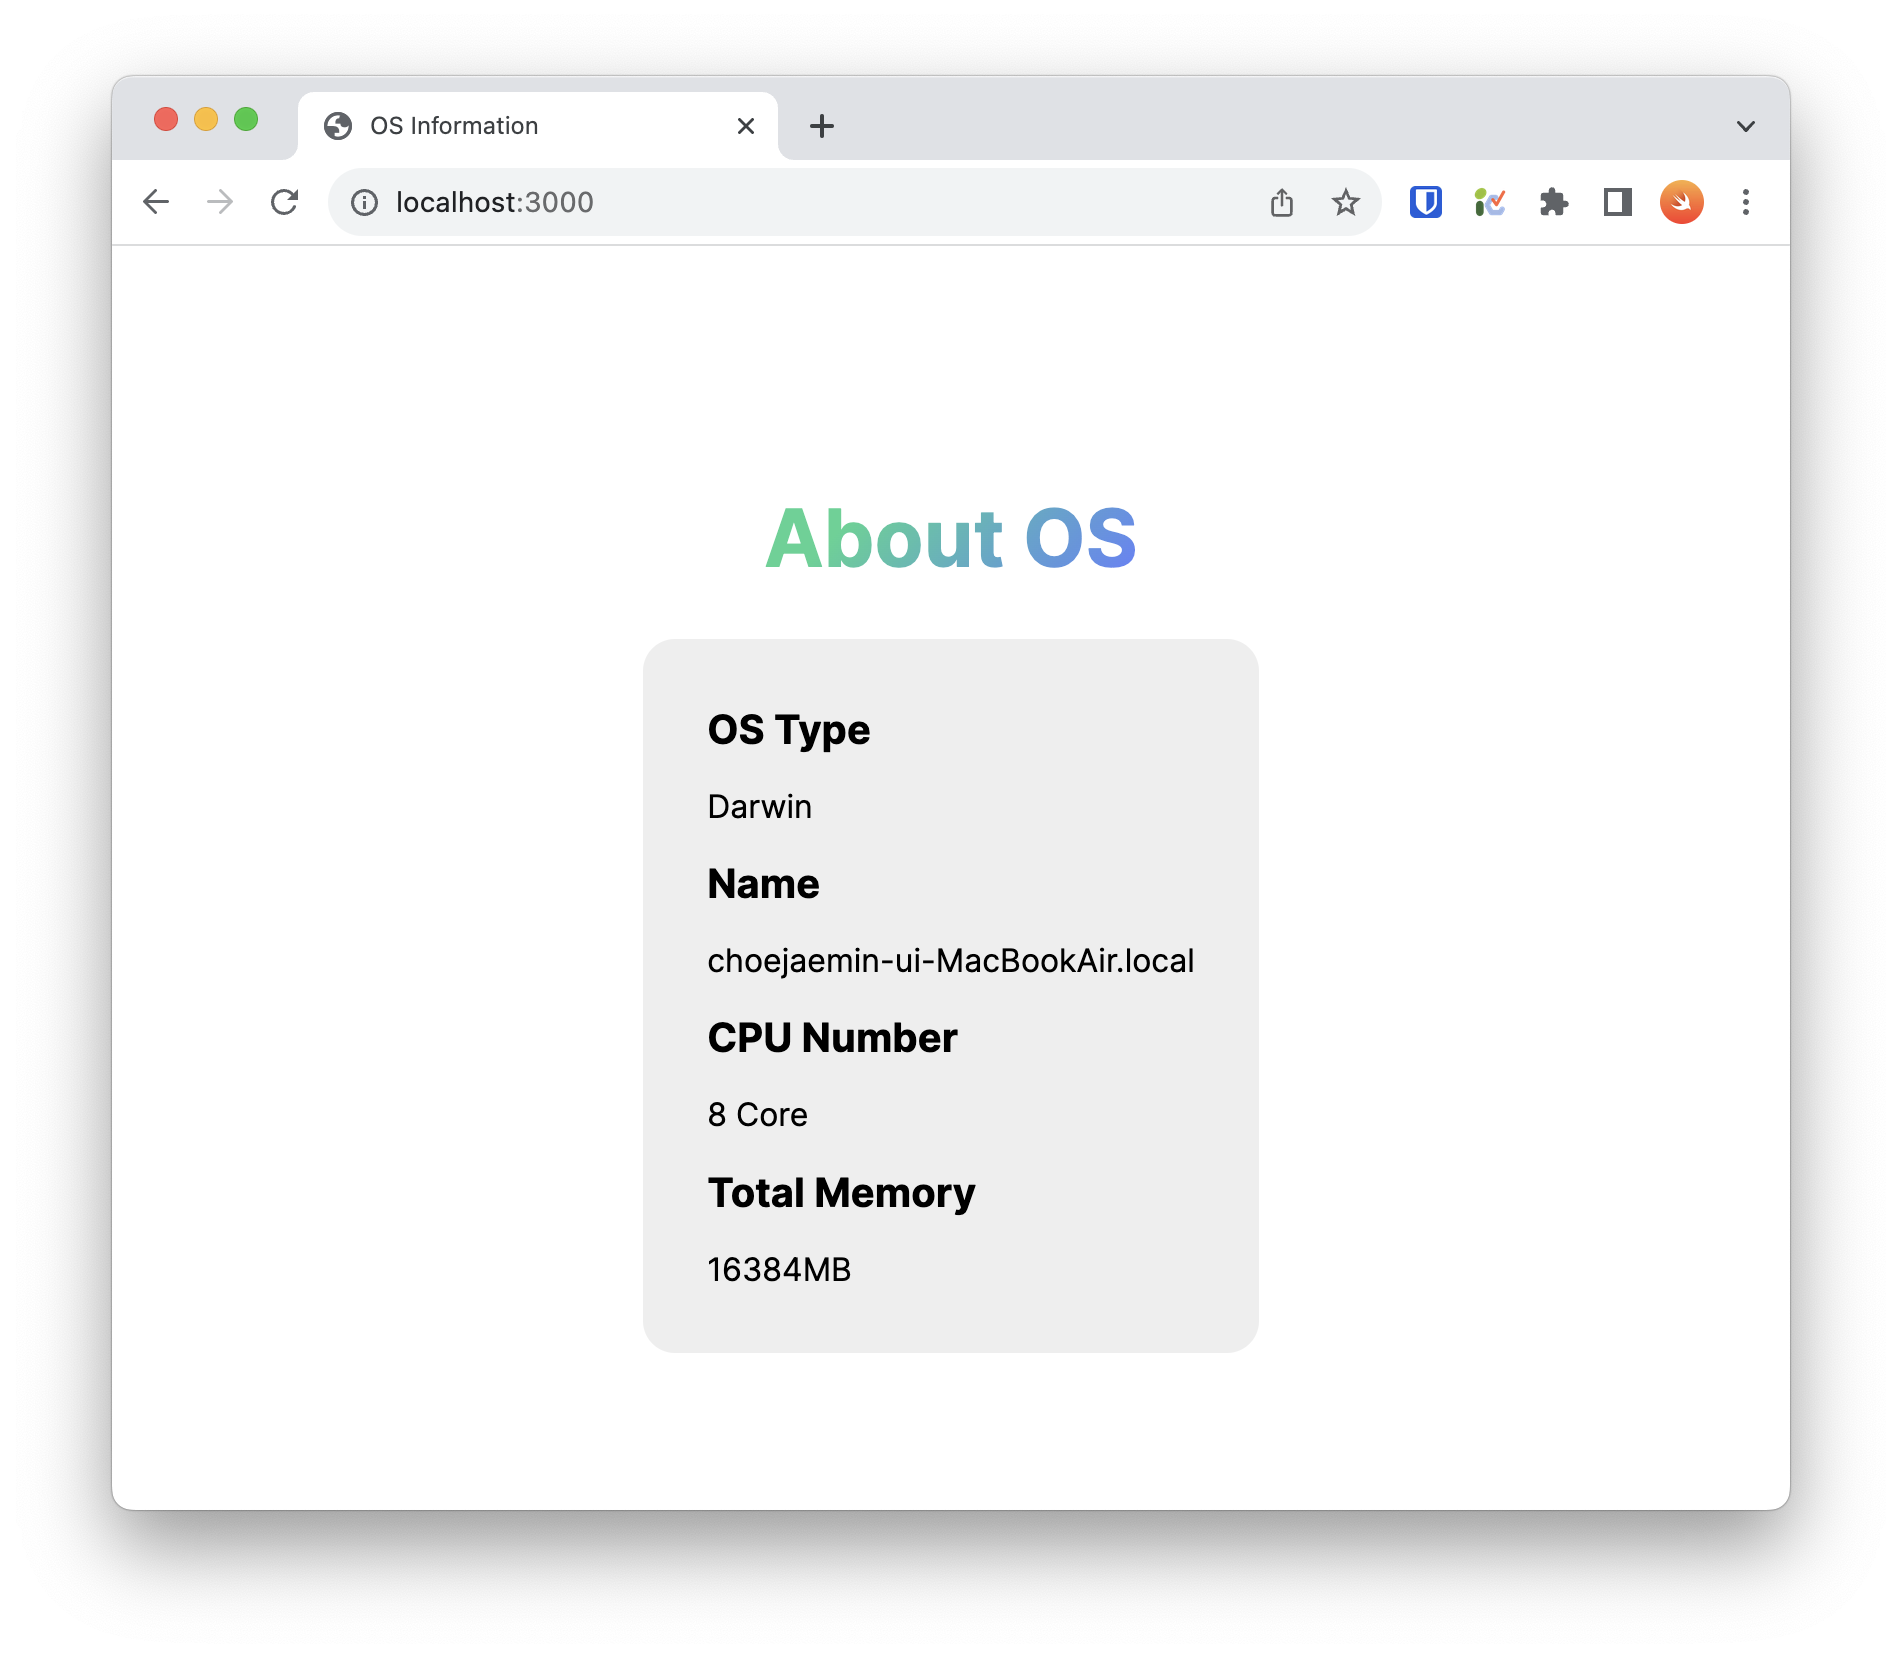 OS Information
localhost:3000
About OS
OS Type
Darwin
Name
choejaemin-ui-MacBookAir.local
CPU Number
8 Core
Total Memory
16384MB